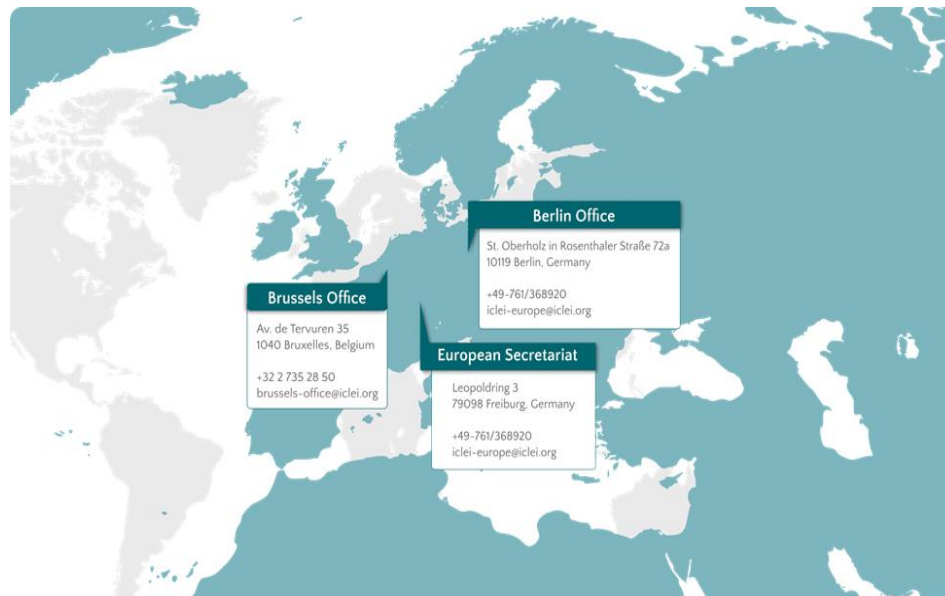 Berlin Office
St. Oberholz in Rosenthaler Straße 72a
10119 Berlin, Germany
+49-761/368920
iclei-europe@iclei.org
Brussels Office
Av. de Tervuren 35
1040 Bruxelles, Belgium
+32 2 735 28 50
brussels-office@iclei.org
European Secretariat
Leopoldring 3
79098 Freiburg, Germany
+49-761/368920
iclei-europe@iclei.org